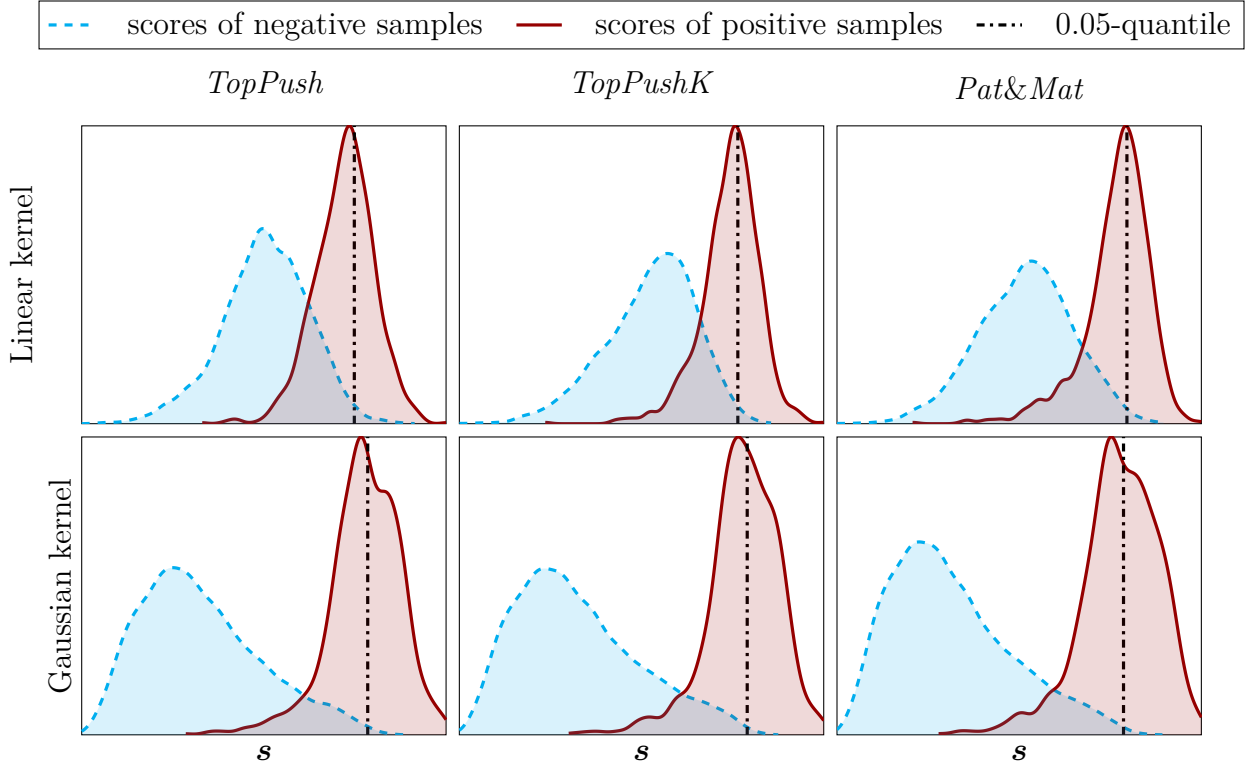 scores of negative samples scores of positive samples 0.05-quantile
TopPush TopPushK Pat&Mat
Linear kernel
Gaussian kernel
s s s